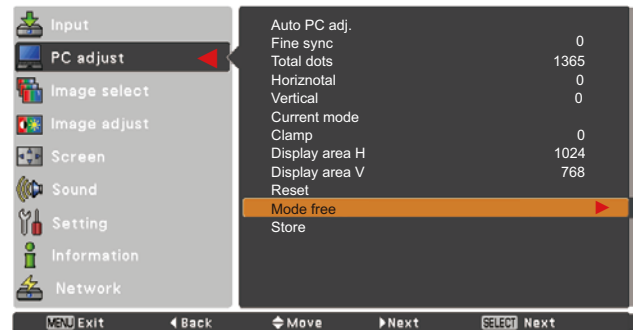 Input
PC adjust
Image select
Image adjust
Screen
Sound
Setting
Information
Network
Auto PC adj.
Fine sync 0
Total dots 1365
Horiznotal 0
Vertical 0
Current mode
Clamp 0
Display area H 1024
Display area V 768
Reset
Mode free
Store
MENU Exit Back Move Next SELECT Next